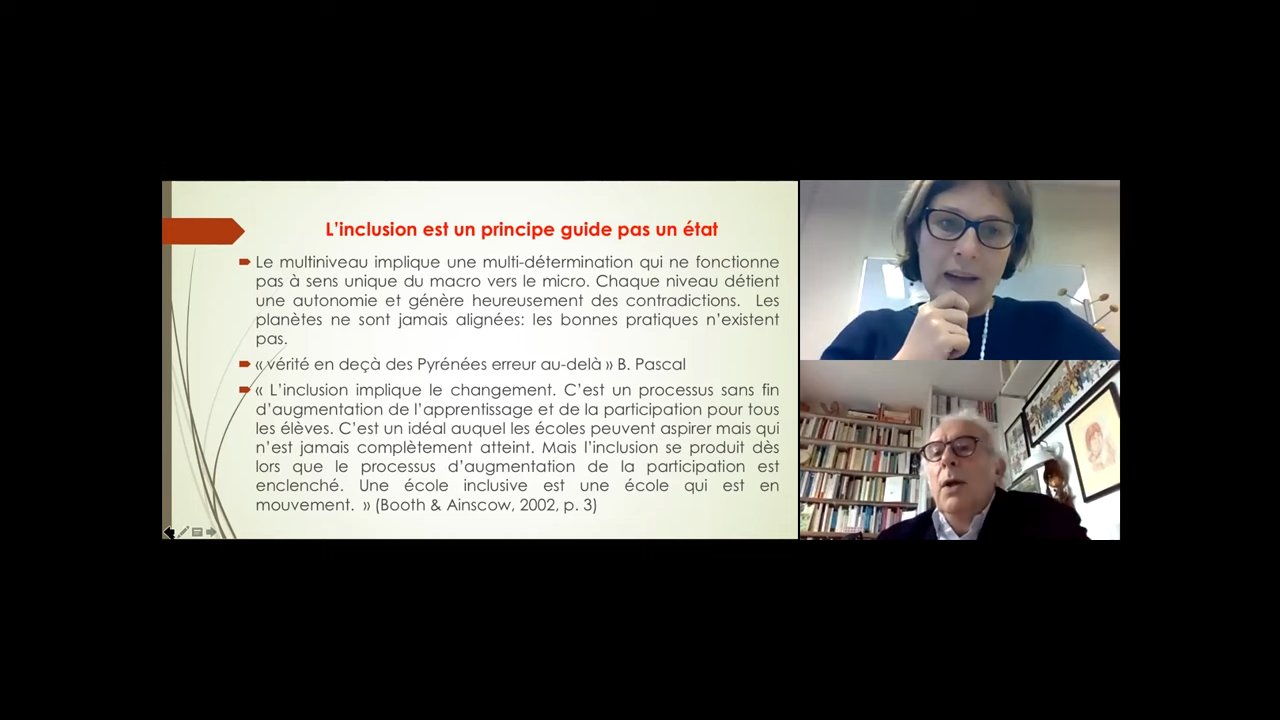 L'inclusion est un principe guide pas un état
Le multiniveau implique une multi-détermination qui ne fonctionne
pas à sens unique du macro vers le micro. Chaque niveau détient
une autonomie et génère heureusement des contradictions. Les
planètes ne sont jamais alignées: les bonnes pratiques n'existent
pas.
« vérité en deçà des Pyrénées erreur au-delà » B. Pascal
« L'inclusion implique le changement. C'est un processus sans fin
d'augmentation de l'apprentissage et de la participation pour tous
les élèves. C'est un idéal auquel les écoles peuvent aspirer mais qui
n'est jamais complètement atteint. Mais l'inclusion se produit dès
lors que le processus d'augmentation de la participation est
enclenché. Une école inclusive est une école qui est en
mouvement. » (Booth & Ainscow, 2002, p. 3)